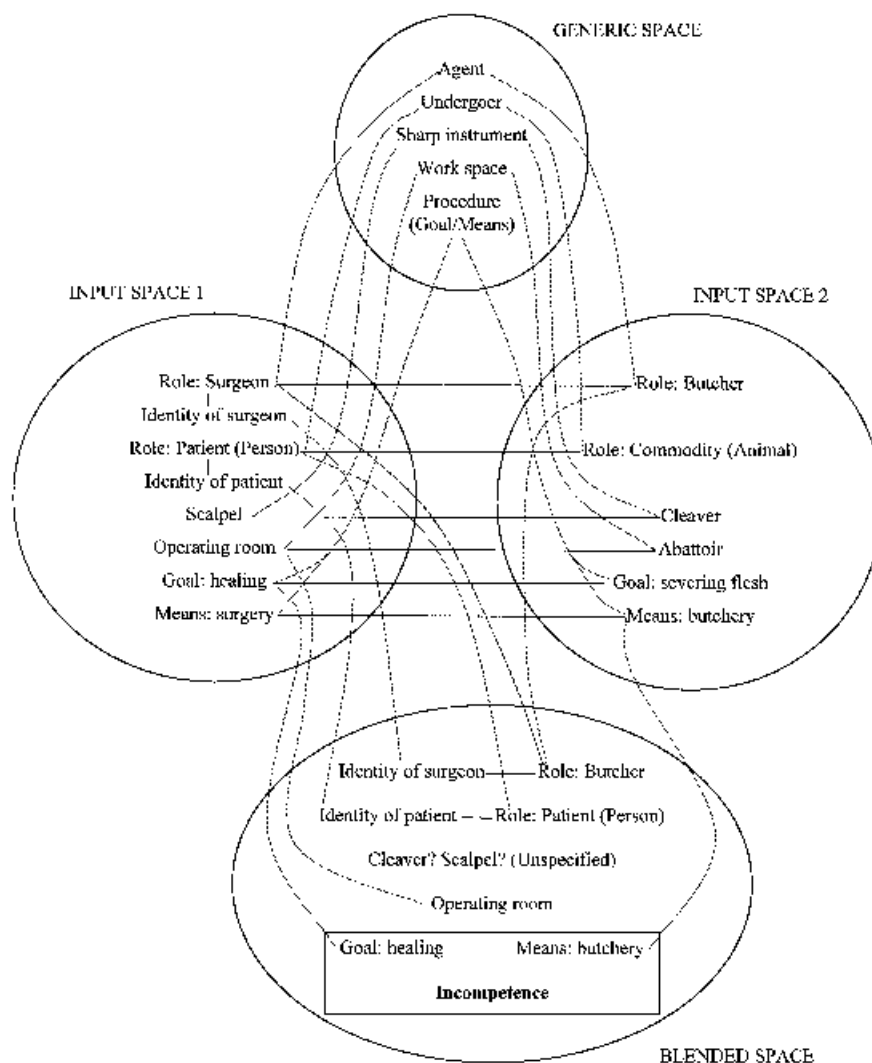 GENERIC SPACE
Agent
Undergoer
Sharp instrument
Work space
Procedure
(Goal/Means)
INPUT SPACE 1
INPUT SPACE 2
Role: Surgeon
Identity of surgeon
Role: Patient (Person)
Identity of patient
Scalpel
Operating room
Goal: healing
Means: surgery
Role: Butcher
Role: Commodity (Animal)
Cleaver
Abattoir
Goal: severing flesh
Means: butchery
Identity of surgeon
Role: Butcher
Identity of patient
Role: Patient (Person)
Cleaver? Scalpel? (Unspecified)
Operating room
Goal: healing
Means: butchery
Incompetence
BLENDED SPACE